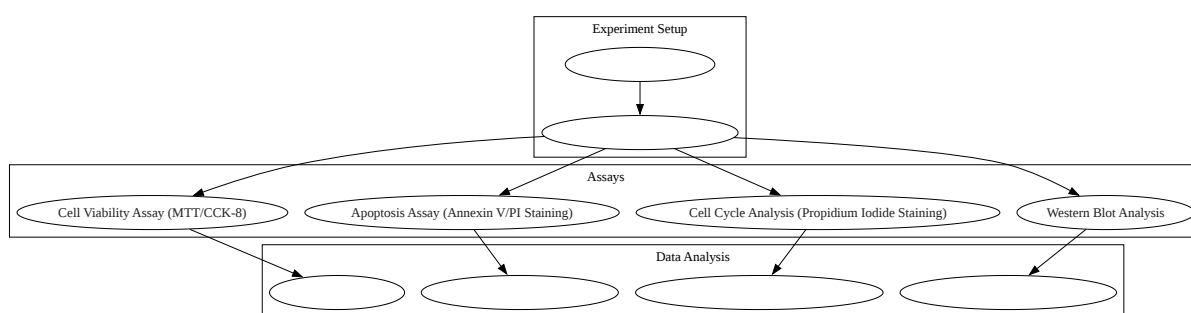 Experiment Setup
Assays
Cell Viability Assay (MTT/CCK-8)
Apoptosis Assay (Annexin V/PI Staining)
Cell Cycle Analysis (Propidium Iodide Staining)
Western Blot Analysis
Data Analysis